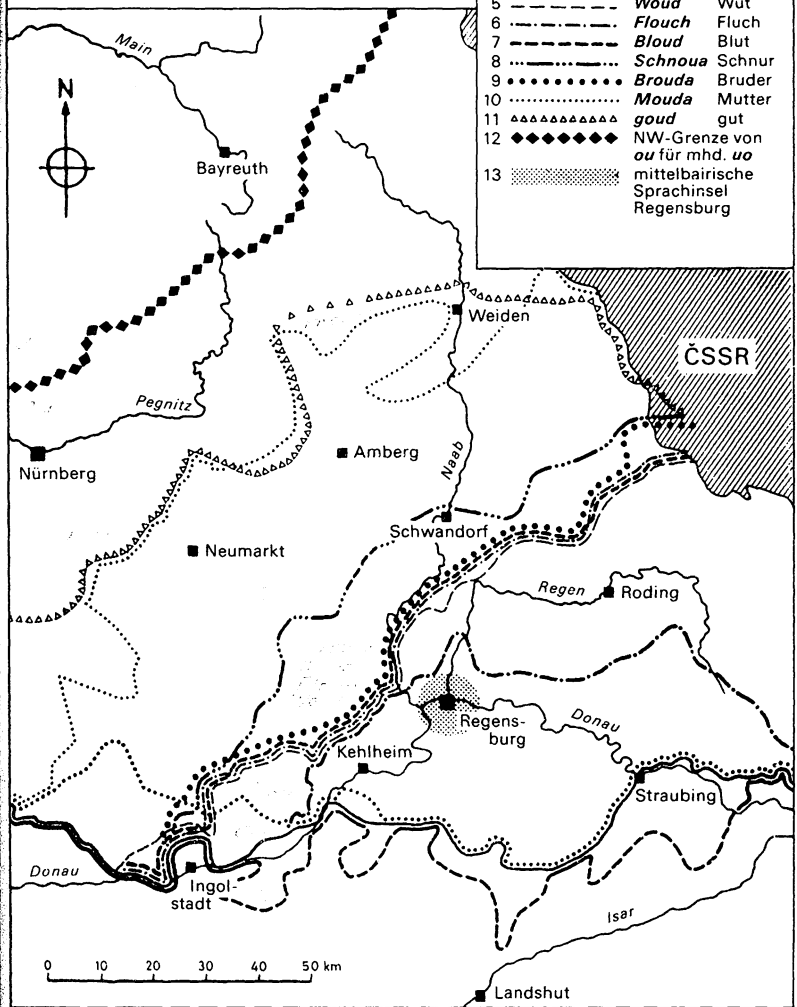 5 Woud Wut
6 Flouch Fluch
7 Bloud Blut
8 Schnoua Schnur
9 Brouda Bruder
10 Mouda Mutter
11 goud gut
12 NW-Grenze von
ou für mhd. uo
13 mittelbairische
Sprachinsel
Regensburg
Main
N
Bayreuth
Weiden
ČSSR
Pegnitz
Nürnberg
Amberg
Naab
Schwandorf
Neumarkt
Regen
Roding
Regens-
burg
Donau
Kehlheim
Straubing
Donau
Ingol-
stadt
Isar
0 10 20 30 50 km
Landshut